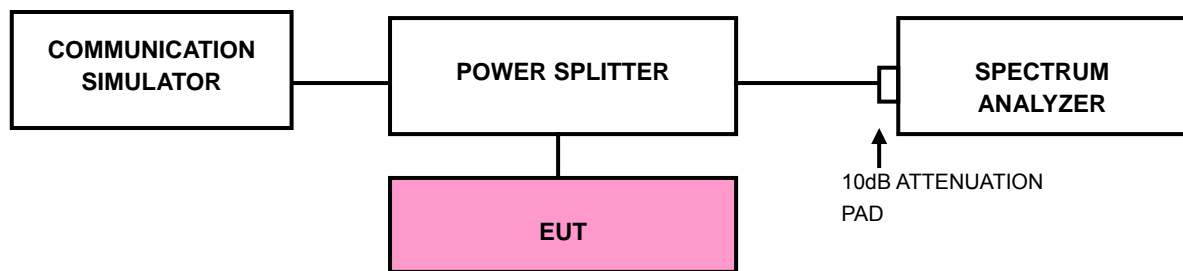 COMMUNICATION
SIMULATOR
POWER SPLITTER
SPECTRUM
ANALYZER
10dB ATTENUATION
PAD
EUT